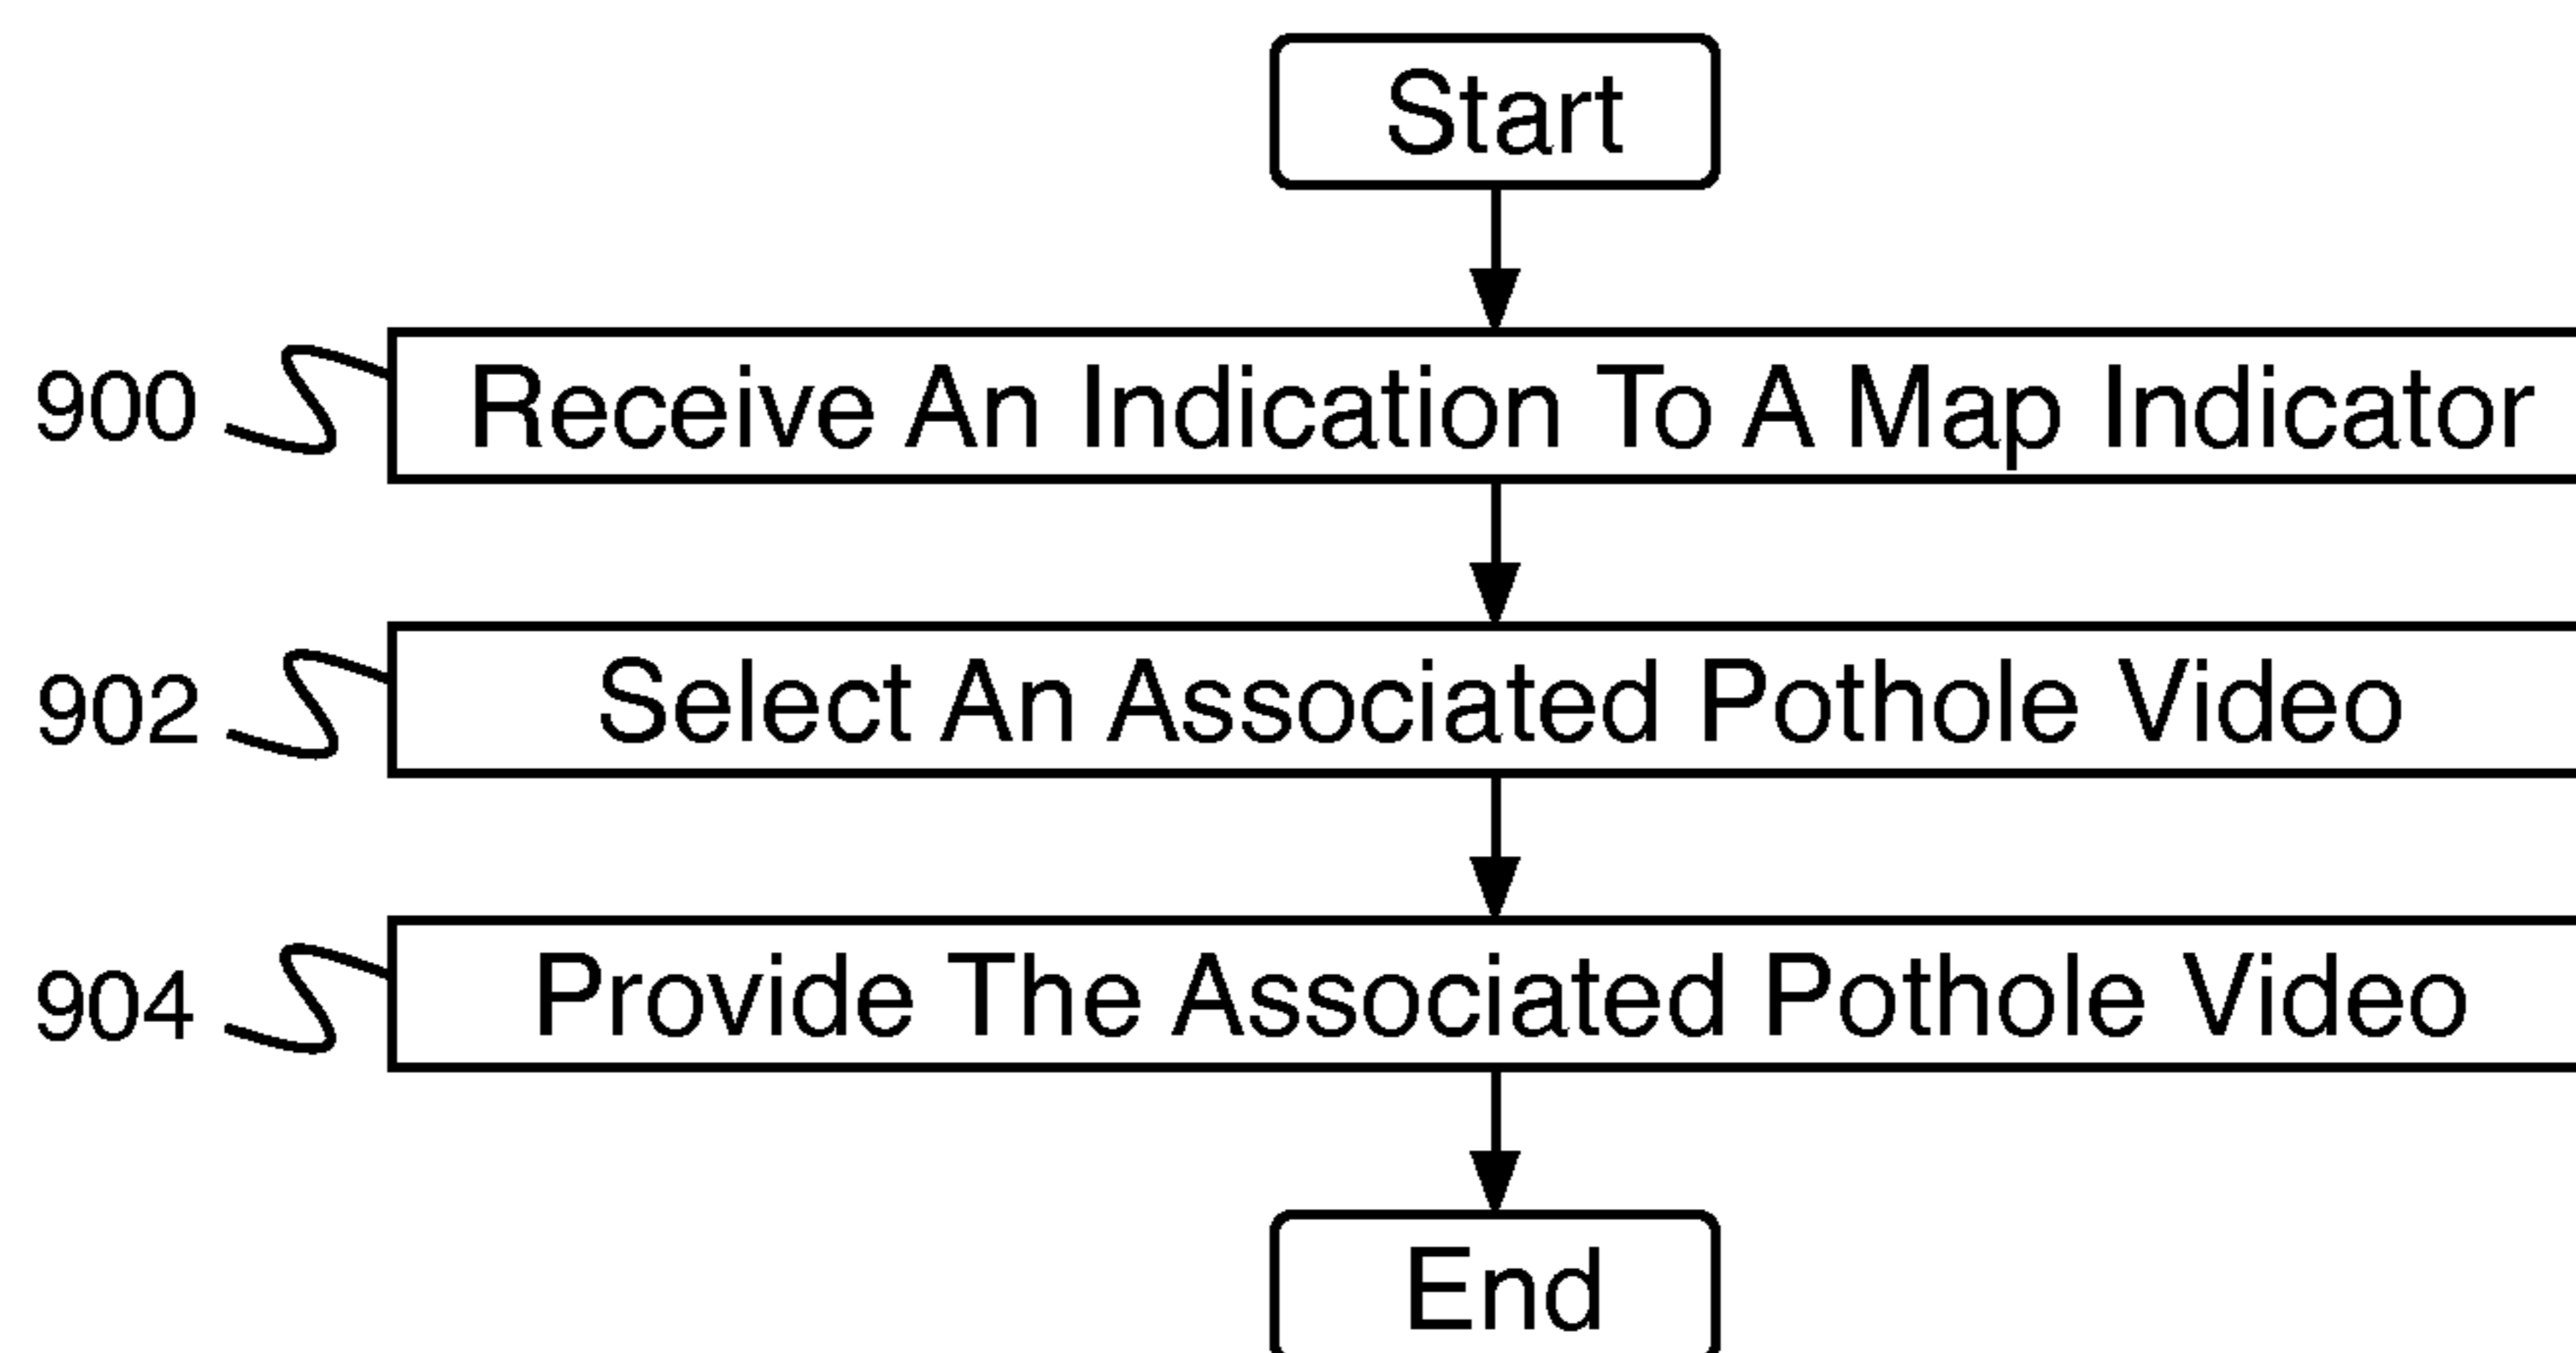 Start
900 Receive An Indication To A Map Indicator
902 Select An Associated Pothole Video
904 Provide The Associated Pothole Video
End